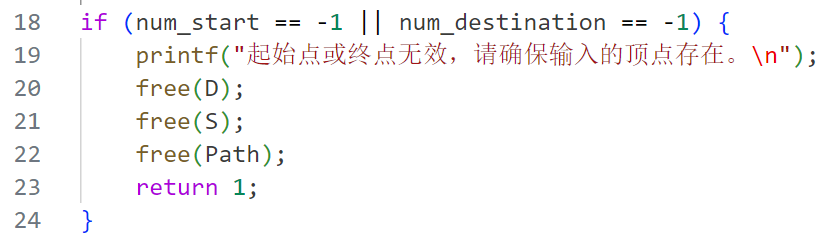 18 if (num_start == -1 || num_destination == -1) {
19     printf("起始点或终点无效，请确保输入的顶点存在。\n");
20     free(D);
21     free(S);
22     free(Path);
23     return 1;
24 }